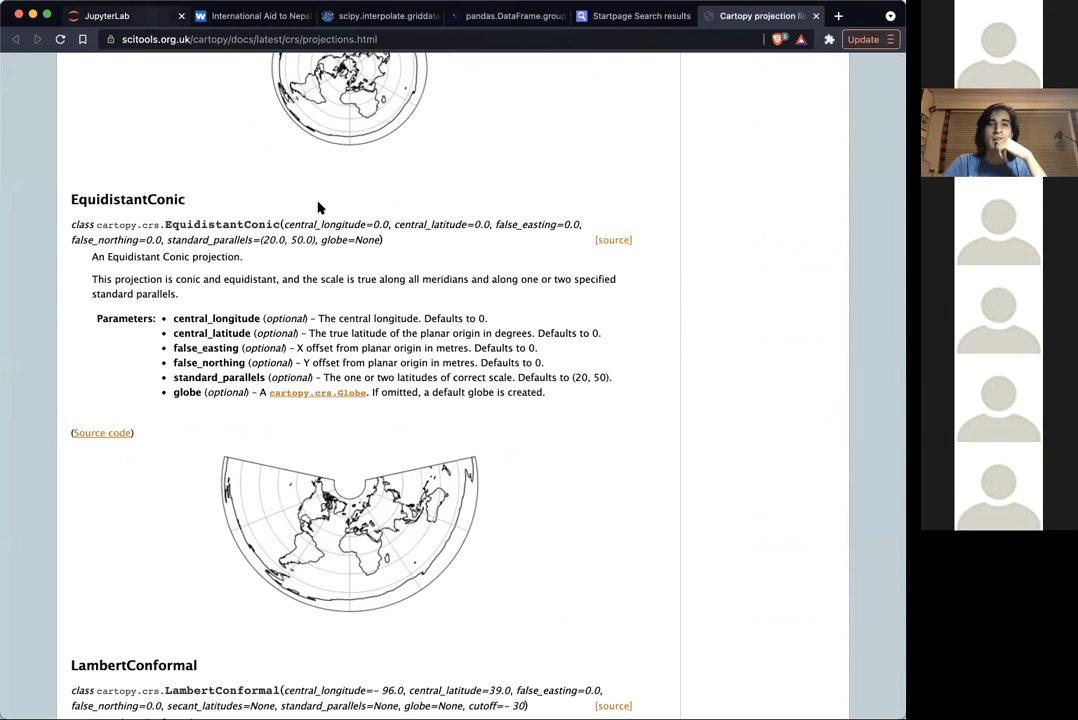 JupyterLab
International Aid to Nepal
scipy.interpolate.griddata
pandas.DataFrame.group
Startpage Search results
Cartopy projection li
scitools.org.uk/cartopy/docs/latest/crs/projections.html
Update
EquidistantConic
class cartopy.crs.EquidistantConic(central_longitude=0.0, central_latitude=0.0, false_easting=0.0,
false_northing=0.0, standard_parallels=(20.0, 50.0), globe=None) [source]
An Equidistant Conic projection.
This projection is conic and equidistant, and the scale is true along all meridians and along one or two specified
standard parallels.
Parameters: • central_longitude (optional) – The central longitude. Defaults to 0.
• central_latitude (optional) – The true latitude of the planar origin in degrees. Defaults to 0.
• false_easting (optional) – X offset from planar origin in metres. Defaults to 0.
• false_northing (optional) – Y offset from planar origin in metres. Defaults to 0.
• standard_parallels (optional) – The one or two latitudes of correct scale. Defaults to (20, 50).
• globe (optional) – A cartopy.crs.Globe. If omitted, a default globe is created.
(Source code)
LambertConformal
class cartopy.crs.LambertConformal(central_longitude=- 96.0, central_latitude=39.0, false_easting=0.0,
false_northing=0.0, secant_latitudes=None, standard_parallels=None, globe=None, cutoff=- 30) [source]